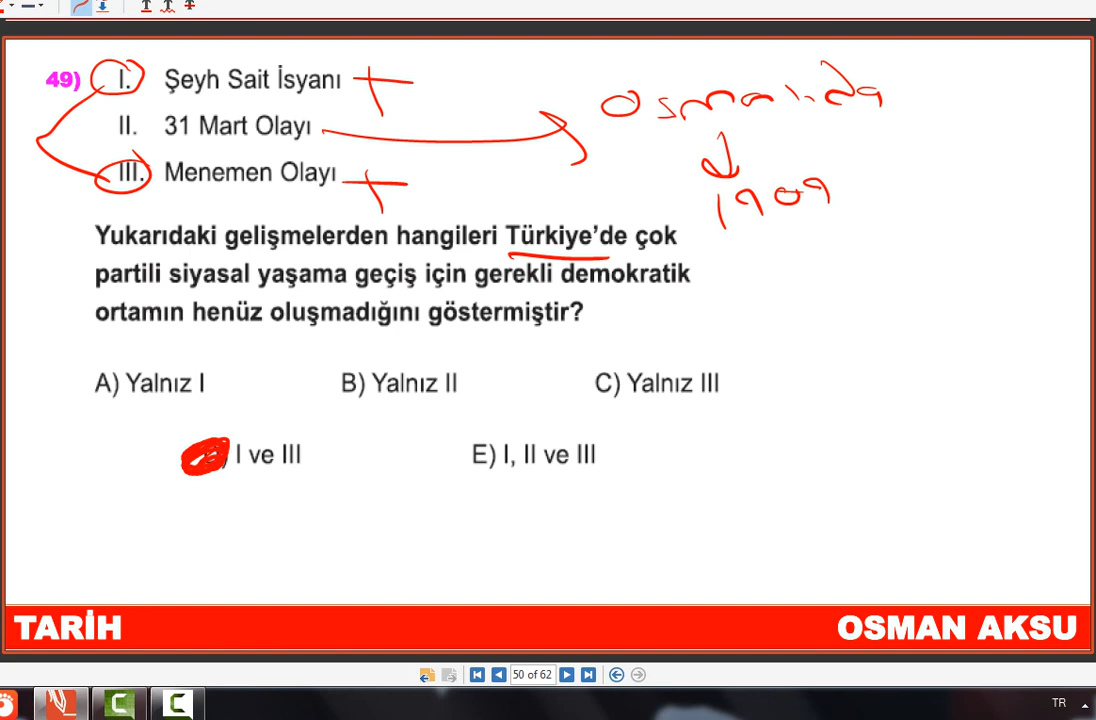 49) I. Şeyh Sait İsyanı
II. 31 Mart Olayı
III. Menemen Olayı
Osmanlıda
1909
Yukarıdaki gelişmelerden hangileri Türkiye'de çok
partili siyasal yaşama geçiş için gerekli demokratik
ortamın henüz oluşmadığını göstermiştir?
A) Yalnız I B) Yalnız II C) Yalnız III
) I ve III E) I, II ve III
TARİH OSMAN AKSU
50 of 62
TR